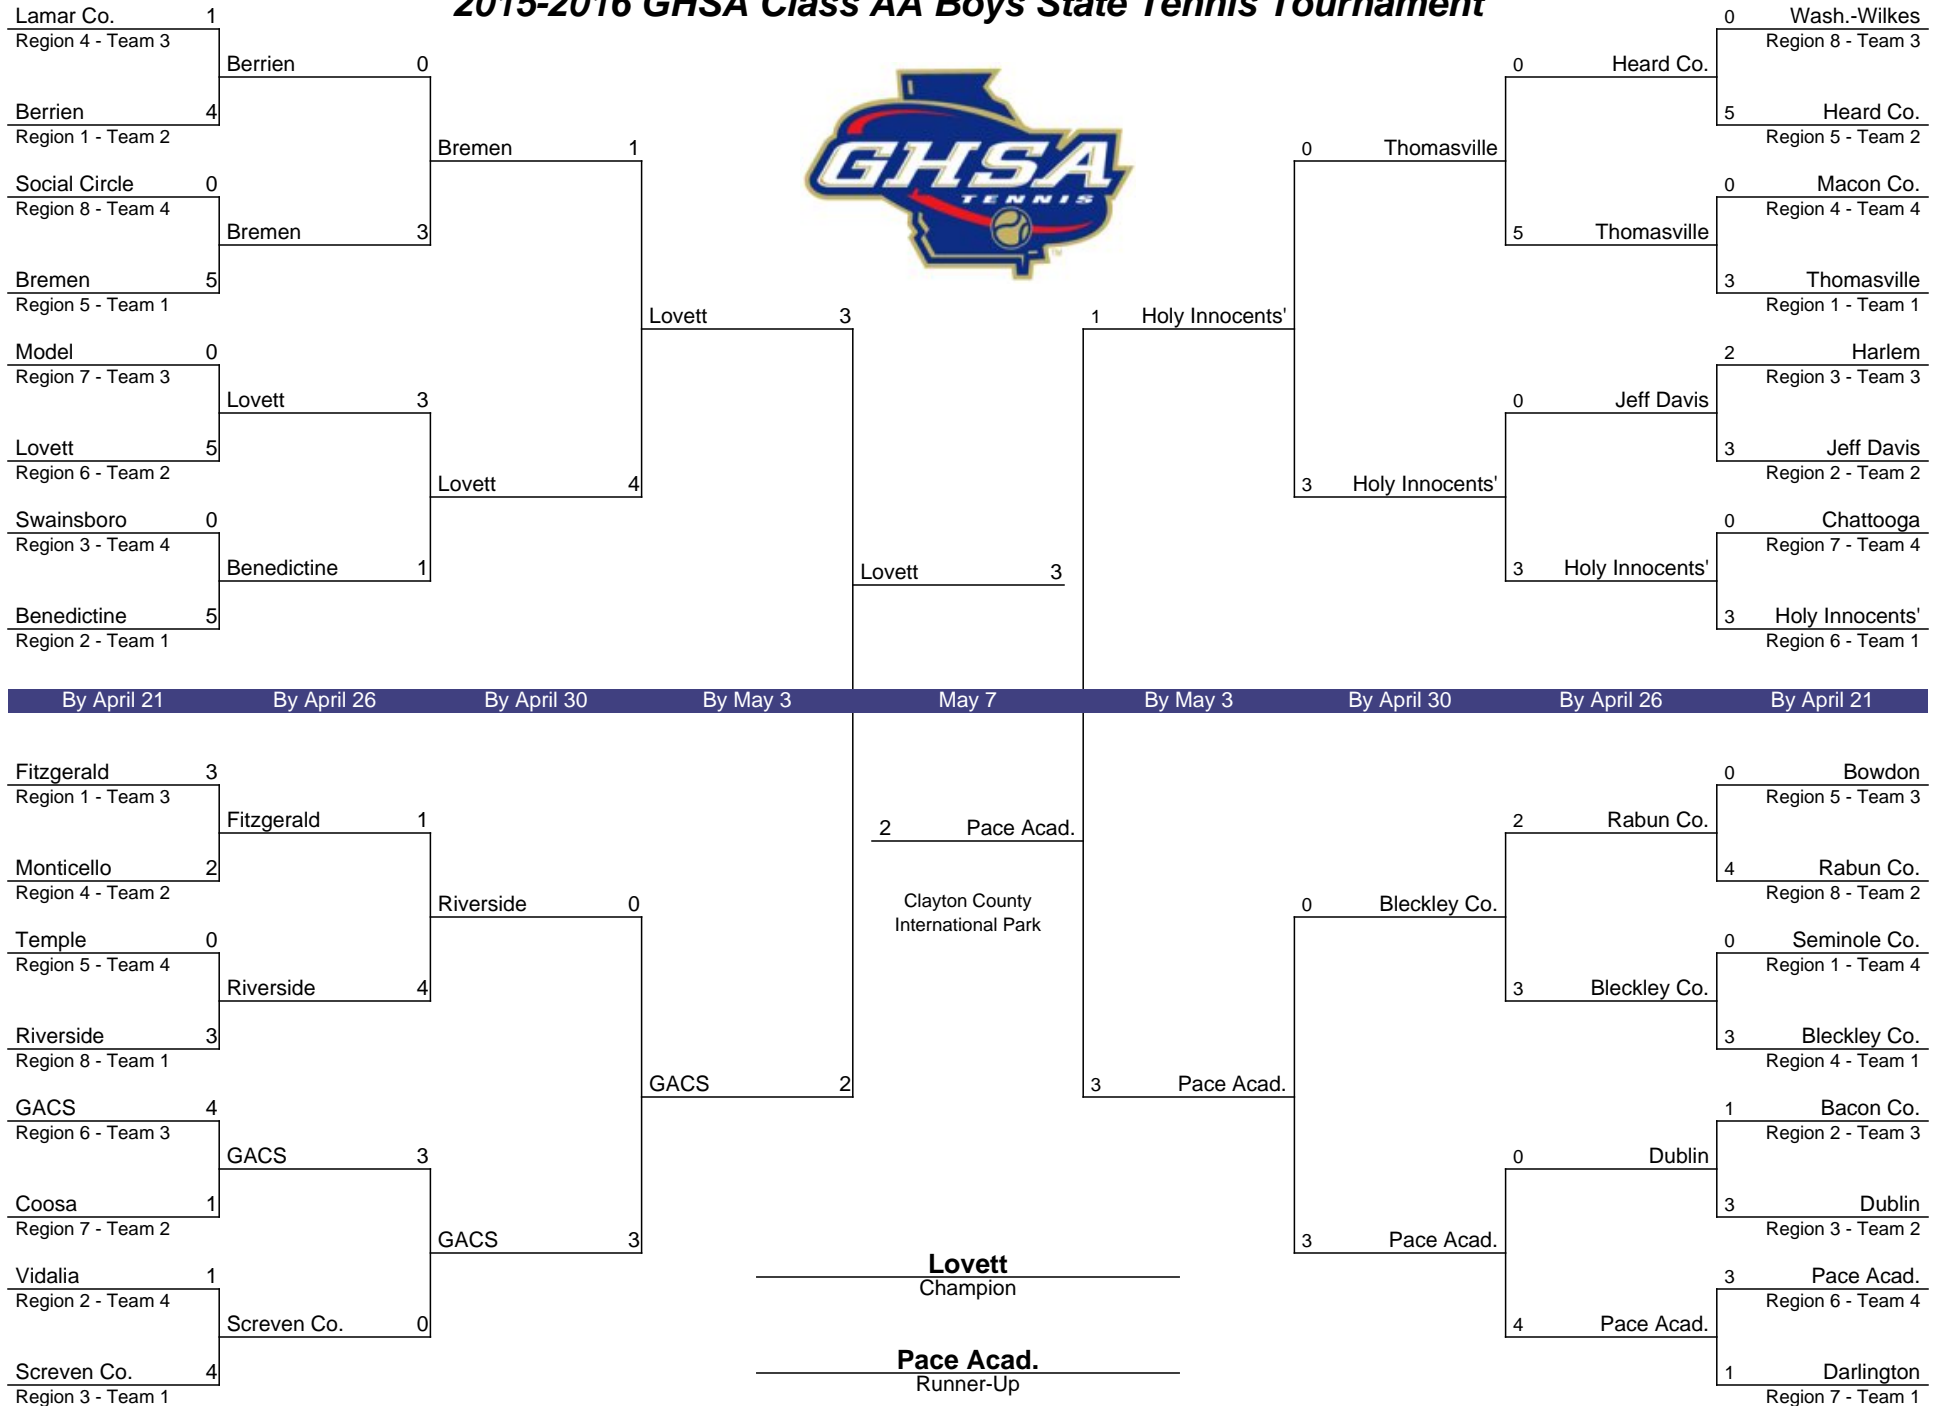 2015-2016 GHSA Class AA Boys State Tennis Tournament
Lamar Co. 1
Region 4 - Team 3
Berrien 4
Region 1 - Team 2
Social Circle 0
Region 8 - Team 4
Bremen 5
Region 5 - Team 1
Model 0
Region 7 - Team 3
Lovett 5
Region 6 - Team 2
Swainsboro 0
Region 3 - Team 4
Benedictine 5
Region 2 - Team 1
Berrien 0
Bremen 3
Lovett 3
Benedictine 1
Bremen 1
Lovett 4
Lovett 3
GHSA
TENNIS
TM
Lovett 3
1 Holy Innocents'
0 Thomasville
3 Holy Innocents'
0 Heard Co.
5 Thomasville
0 Jeff Davis
3 Holy Innocents'
0 Wash.-Wilkes
Region 8 - Team 3
5 Heard Co.
Region 5 - Team 2
0 Macon Co.
Region 4 - Team 4
3 Thomasville
Region 1 - Team 1
2 Harlem
Region 3 - Team 3
3 Jeff Davis
Region 2 - Team 2
0 Chattooga
Region 7 - Team 4
3 Holy Innocents'
Region 6 - Team 1
By April 21 By April 26 By April 30 By May 3 May 7 By May 3 By April 30 By April 26 By April 21
Fitzgerald 3
Region 1 - Team 3
Monticello 2
Region 4 - Team 2
Temple 0
Region 5 - Team 4
Riverside 3
Region 8 - Team 1
GACS 4
Region 6 - Team 3
Coosa 1
Region 7 - Team 2
Vidalia 1
Region 2 - Team 4
Screven Co. 4
Region 3 - Team 1
Fitzgerald 1
Riverside 4
GACS 3
Screven Co. 0
Riverside 0
GACS 3
GACS 2
2 Pace Acad.
Clayton County
International Park
Lovett
Champion
Pace Acad.
Runner-Up
3 Pace Acad.
0 Bleckley Co.
3 Pace Acad.
2 Rabun Co.
3 Bleckley Co.
0 Dublin
4 Pace Acad.
0 Bowdon
Region 5 - Team 3
4 Rabun Co.
Region 8 - Team 2
0 Seminole Co.
Region 1 - Team 4
3 Bleckley Co.
Region 4 - Team 1
1 Bacon Co.
Region 2 - Team 3
3 Dublin
Region 3 - Team 2
3 Pace Acad.
Region 6 - Team 4
1 Darlington
Region 7 - Team 1